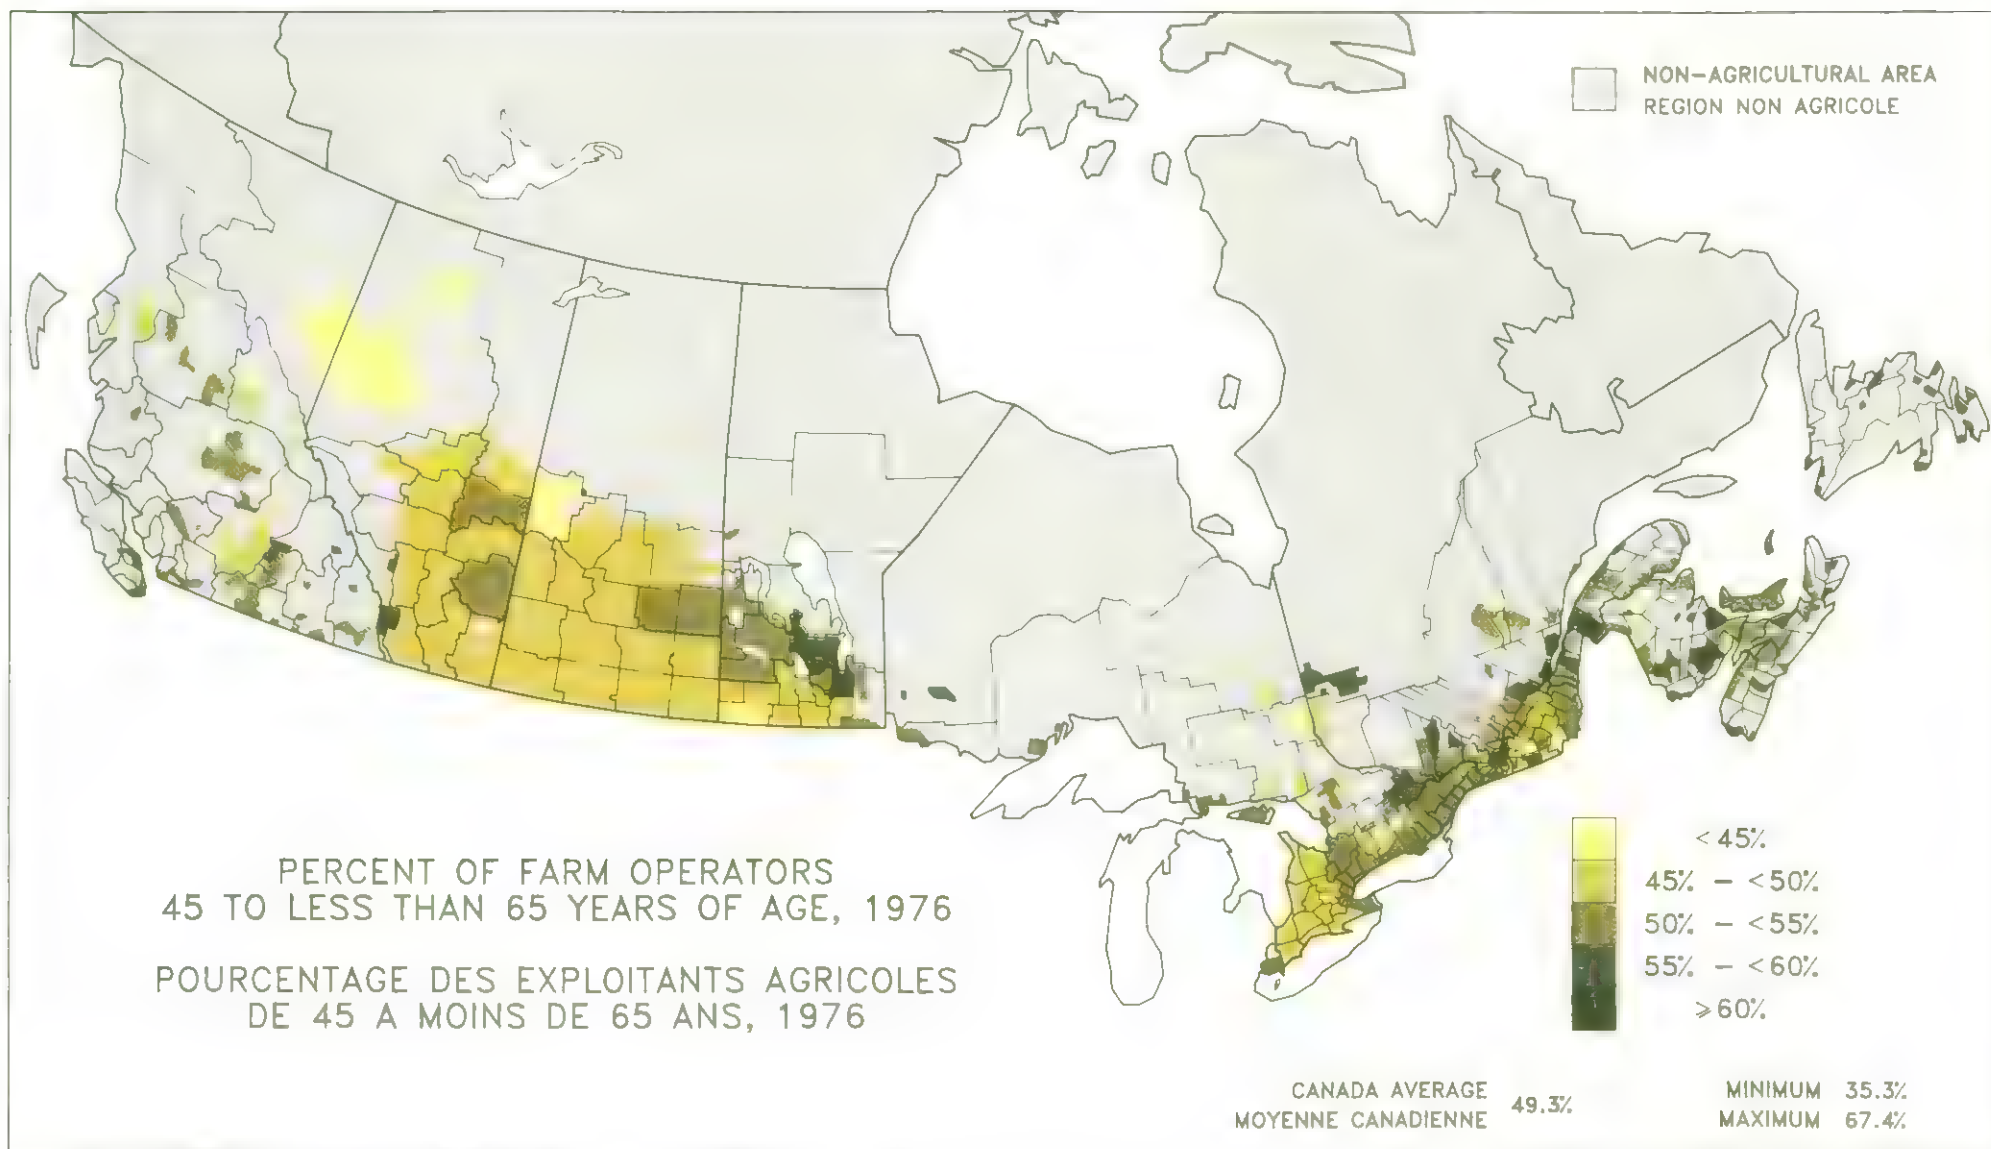 NON-AGRICULTURAL AREA
REGION NON AGRICOLE
PERCENT OF FARM OPERATORS
45 TO LESS THAN 65 YEARS OF AGE, 1976
POURCENTAGE DES EXPLOITANTS AGRICOLES
DE 45 A MOINS DE 65 ANS, 1976
<45%
45% - <50%
50% - <55%
55% - <60%
⩾60%
CANADA AVERAGE
MOYENNE CANADIENNE
49.3%
MINIMUM 35.3%
MAXIMUM 67.4%